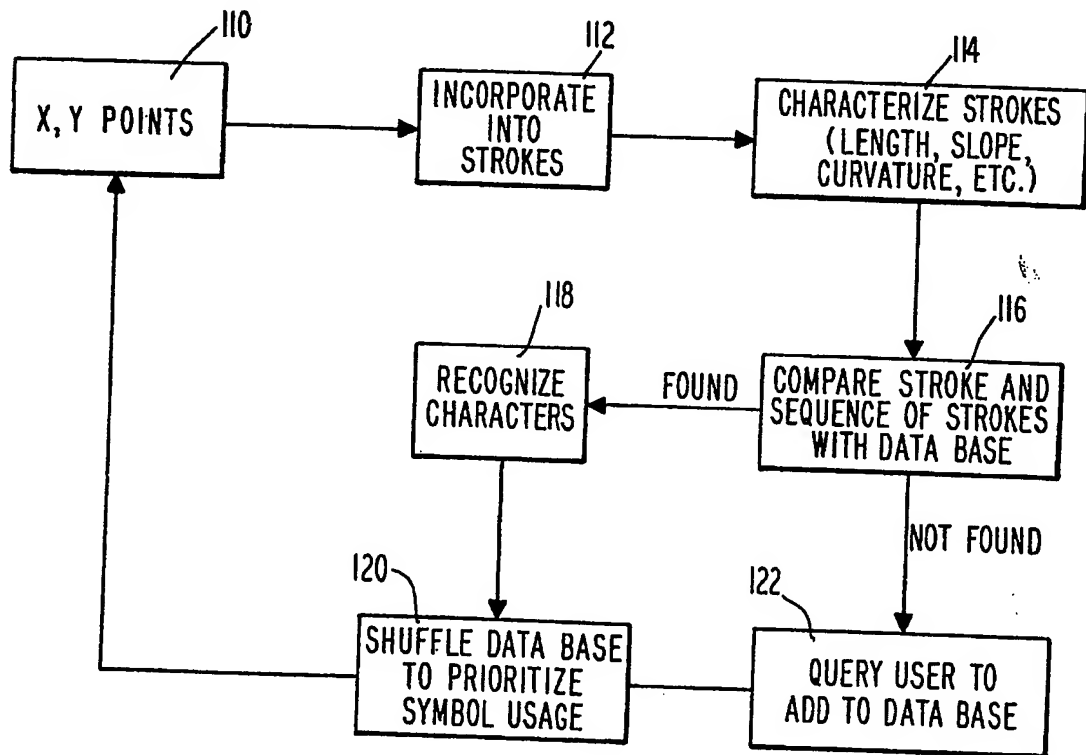 110
X, Y POINTS
112
INCORPORATE
INTO
STROKES
114
CHARACTERIZE STROKES
(LENGTH, SLOPE,
CURVATURE, ETC.)
116
COMPARE STROKE AND
SEQUENCE OF STROKES
WITH DATA BASE
FOUND
118
RECOGNIZE
CHARACTERS
NOT FOUND
120
SHUFFLE DATA BASE
TO PRIORITIZE
SYMBOL USAGE
122
QUERY USER TO
ADD TO DATA BASE